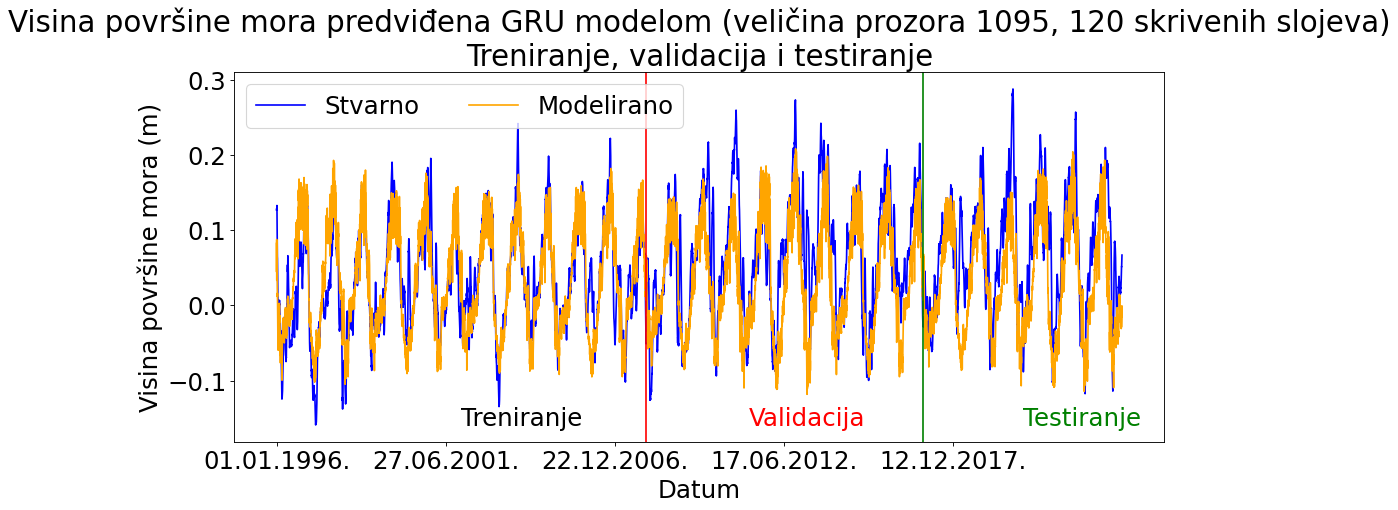 Visina površine mora predviđena GRU modelom (veličina prozora 1095, 120 skrivenih slojeva)
Treniranje, validacija i testiranje
Stvarno
Modelirano
Visina površine mora (m)
0.3
0.2
0.1
0.0
−0.1
Treniranje
Validacija
Testiranje
01.01.1996.
27.06.2001.
22.12.2006.
17.06.2012.
12.12.2017.
Datum